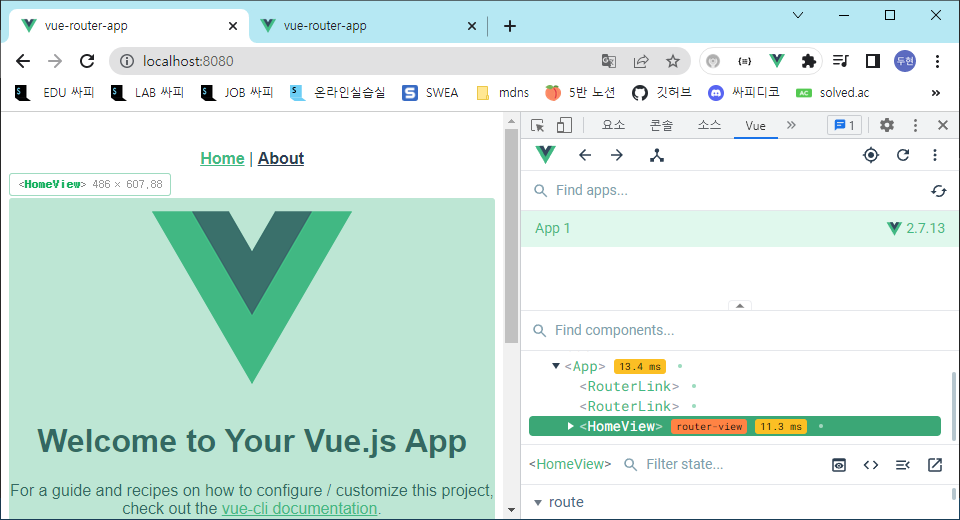 vue-router-app
vue-router-app
localhost:8080
두현
EDU 싸피
LAB 싸피
JOB 싸피
온라인실습실
SWEA
mdns
5반 노션
깃허브
싸피디코
AC solved.ac
요소
콘솔
소스
Vue
1
Home | About
<HomeView> 486 × 607.88
Welcome to Your Vue.js App
For a guide and recipes on how to configure / customize this project,
check out the vue-cli documentation.
Find apps...
App 1
2.7.13
Find components...
<App> 13.4 ms
<RouterLink>
<RouterLink>
<HomeView> router-view 11.3 ms
<HomeView> Filter state...
route